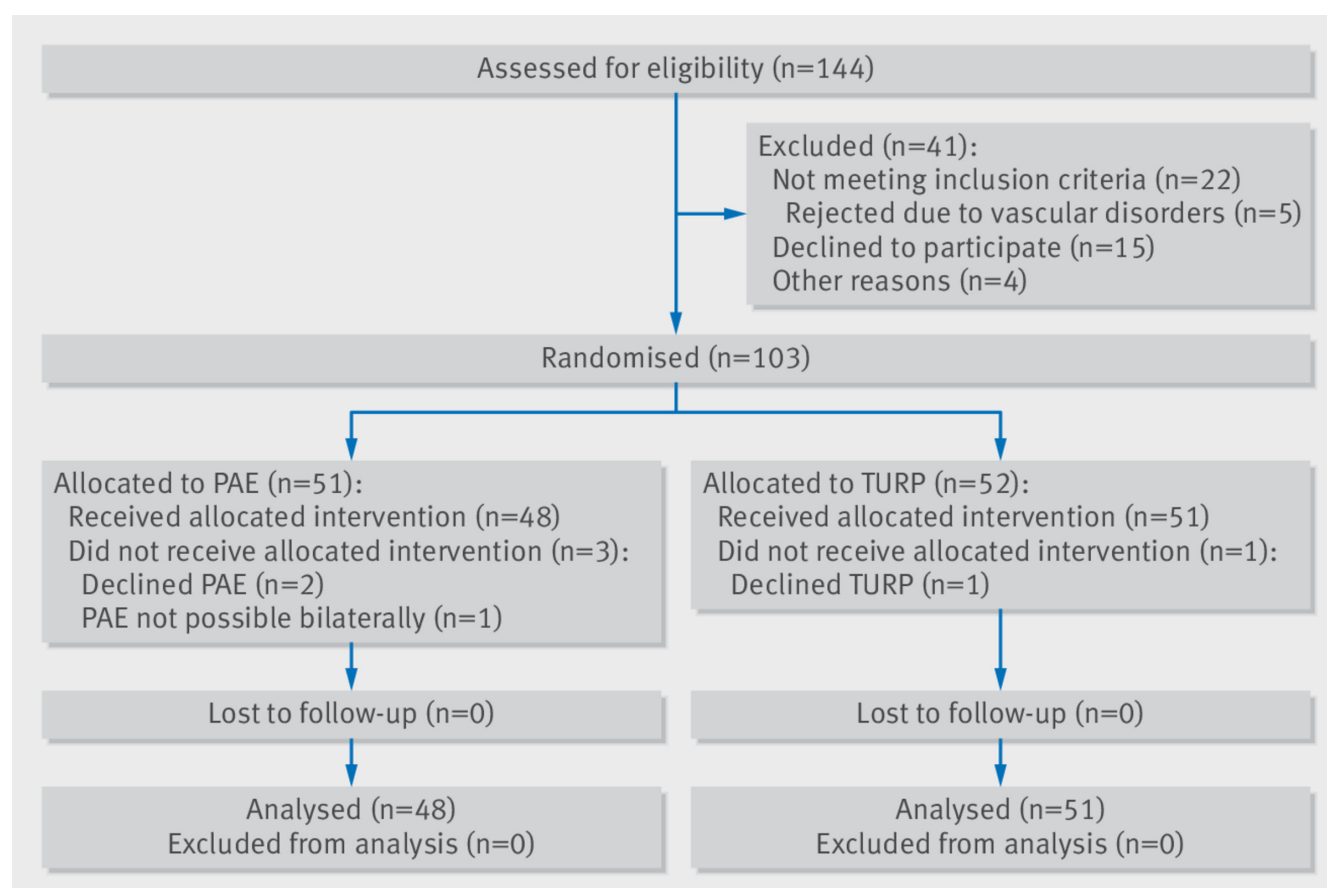 Assessed for eligibility (n=144)
Excluded (n=41):
Not meeting inclusion criteria (n=22)
Rejected due to vascular disorders (n=5)
Declined to participate (n=15)
Other reasons (n=4)
Randomised (n=103)
Allocated to PAE (n=51):
Received allocated intervention (n=48)
Did not receive allocated intervention (n=3):
Declined PAE (n=2)
PAE not possible bilaterally (n=1)
Allocated to TURP (n=52):
Received allocated intervention (n=51)
Did not receive allocated intervention (n=1):
Declined TURP (n=1)
Lost to follow-up (n=0)
Lost to follow-up (n=0)
Analysed (n=48)
Excluded from analysis (n=0)
Analysed (n=51)
Excluded from analysis (n=0)